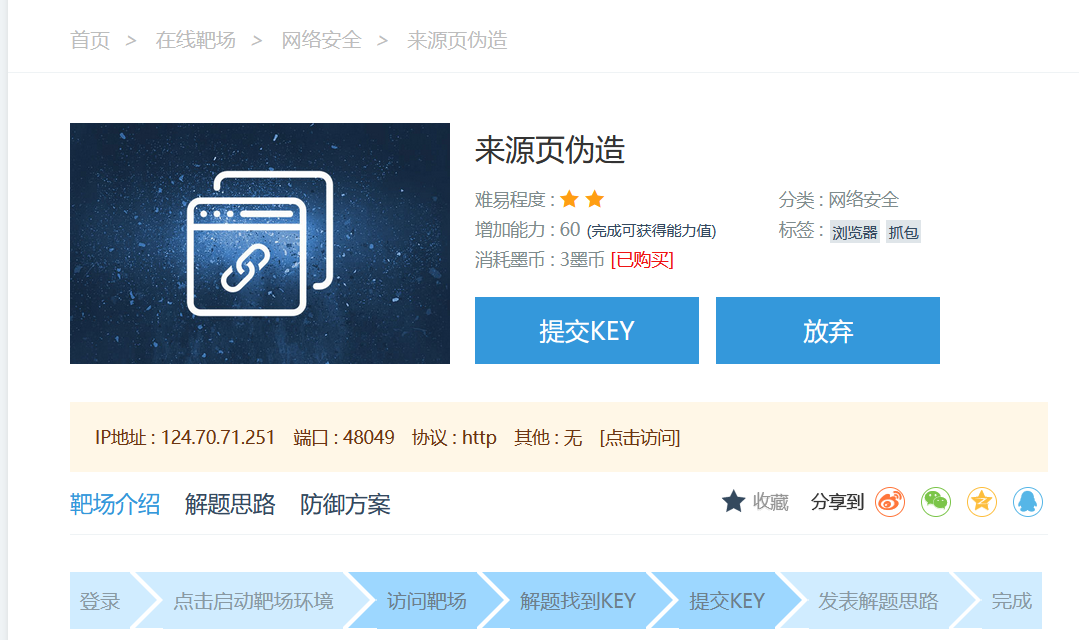 首页 > 在线靶场 > 网络安全 > 来源页伪造
来源页伪造
难易程度 :
分类 : 网络安全
增加能力 : 60 (完成可获得能力值)
标签 : 浏览器 抓包
消耗墨币 : 3墨币 [已购买]
提交KEY
放弃
IP地址 : 124.70.71.251 端口 : 48049 协议 : http 其他 : 无 [点击访问]
靶场介绍 解题思路 防御方案
收藏 分享到
登录 点击启动靶场环境 访问靶场 解题找到KEY 提交KEY 发表解题思路 完成